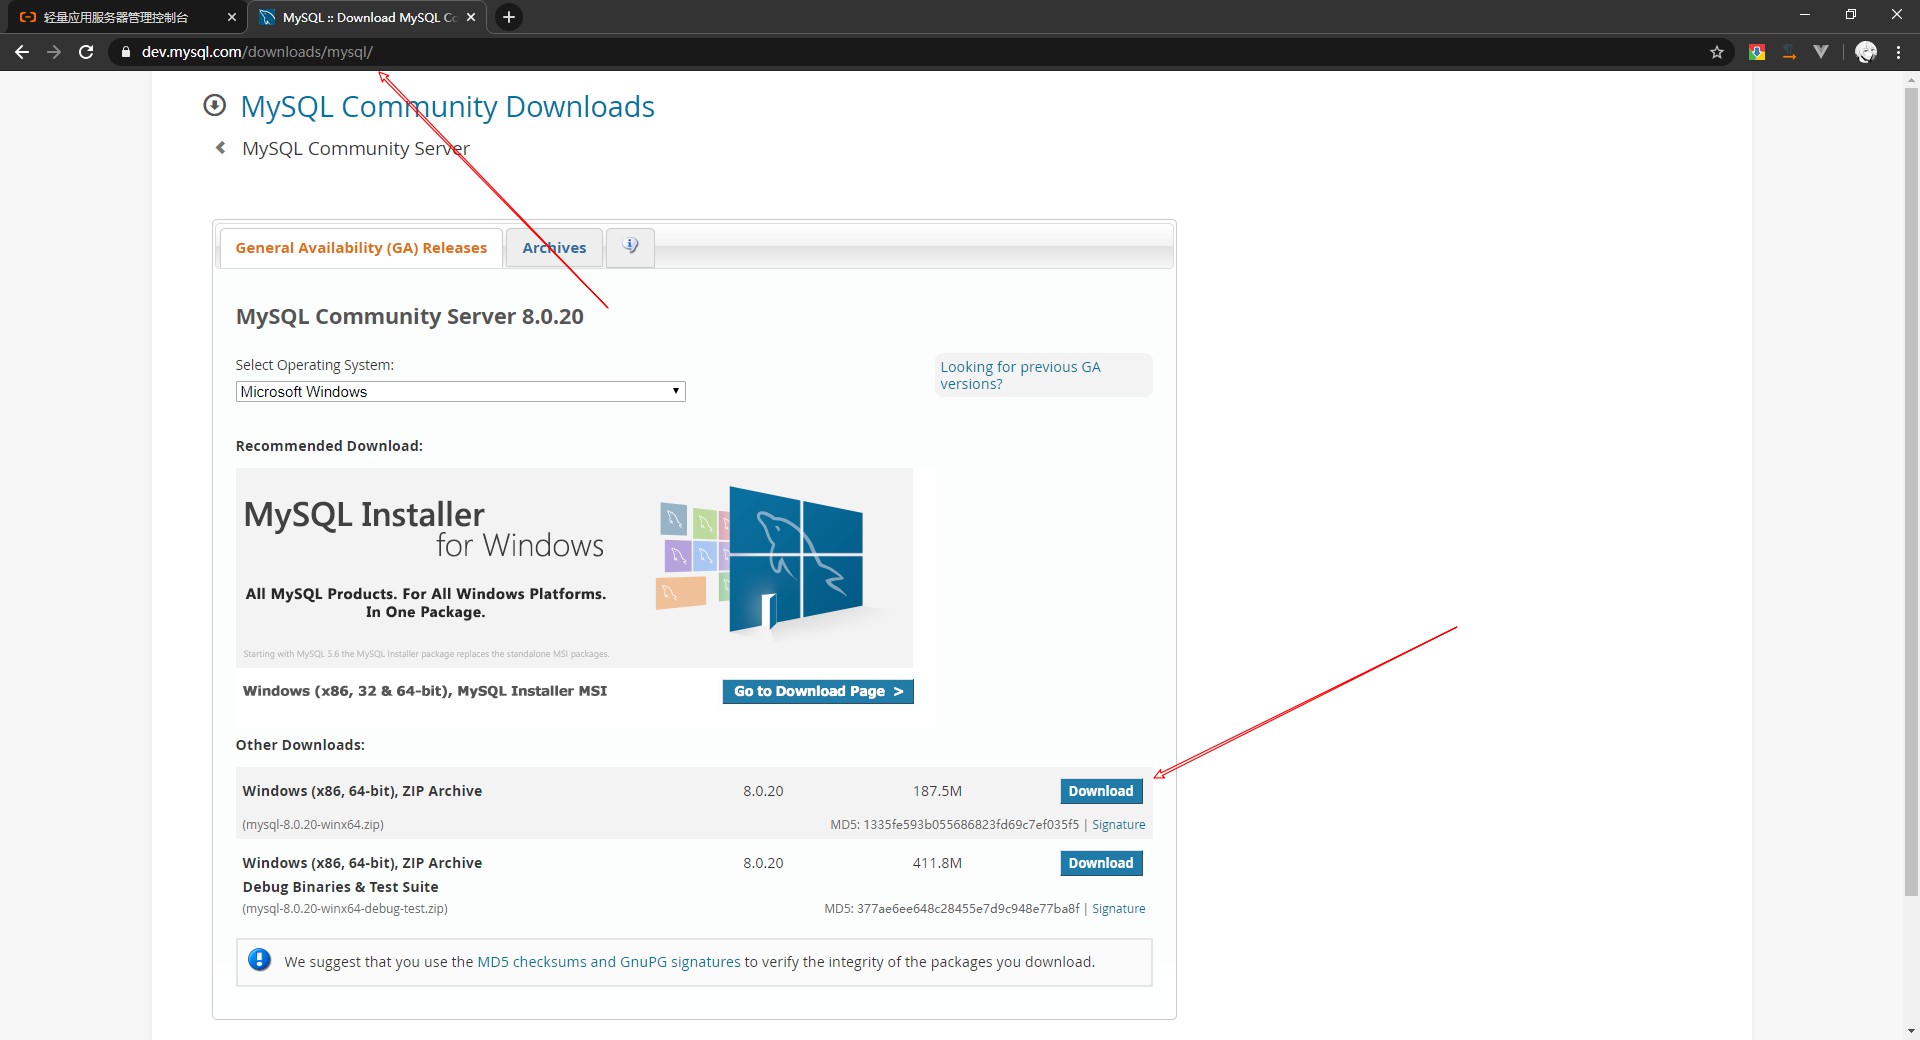 轻量应用服务器管理控制台
MySQL :: Download MySQL Co
dev.mysql.com/downloads/mysql/
MySQL Community Downloads
MySQL Community Server
General Availability (GA) Releases
Archives
MySQL Community Server 8.0.20
Select Operating System:
Microsoft Windows
Looking for previous GA
versions?
Recommended Download:
MySQL Installer
for Windows
All MySQL Products. For All Windows Platforms.
In One Package.
Starting with MySQL 5.6 the MySQL Installer package replaces the standalone MSI packages.
Windows (x86, 32 & 64-bit), MySQL Installer MSI
Go to Download Page >
Other Downloads:
Windows (x86, 64-bit), ZIP Archive 8.0.20 187.5M Download
(mysql-8.0.20-winx64.zip) MD5: 1335fe593b055686823fd69c7ef035f5 | Signature
Windows (x86, 64-bit), ZIP Archive 8.0.20 411.8M Download
Debug Binaries & Test Suite
(mysql-8.0.20-winx64-debug-test.zip) MD5: 377ae6ee648c28455e7d9c948e77ba8f | Signature
We suggest that you use the MD5 checksums and GnuPG signatures to verify the integrity of the packages you download.